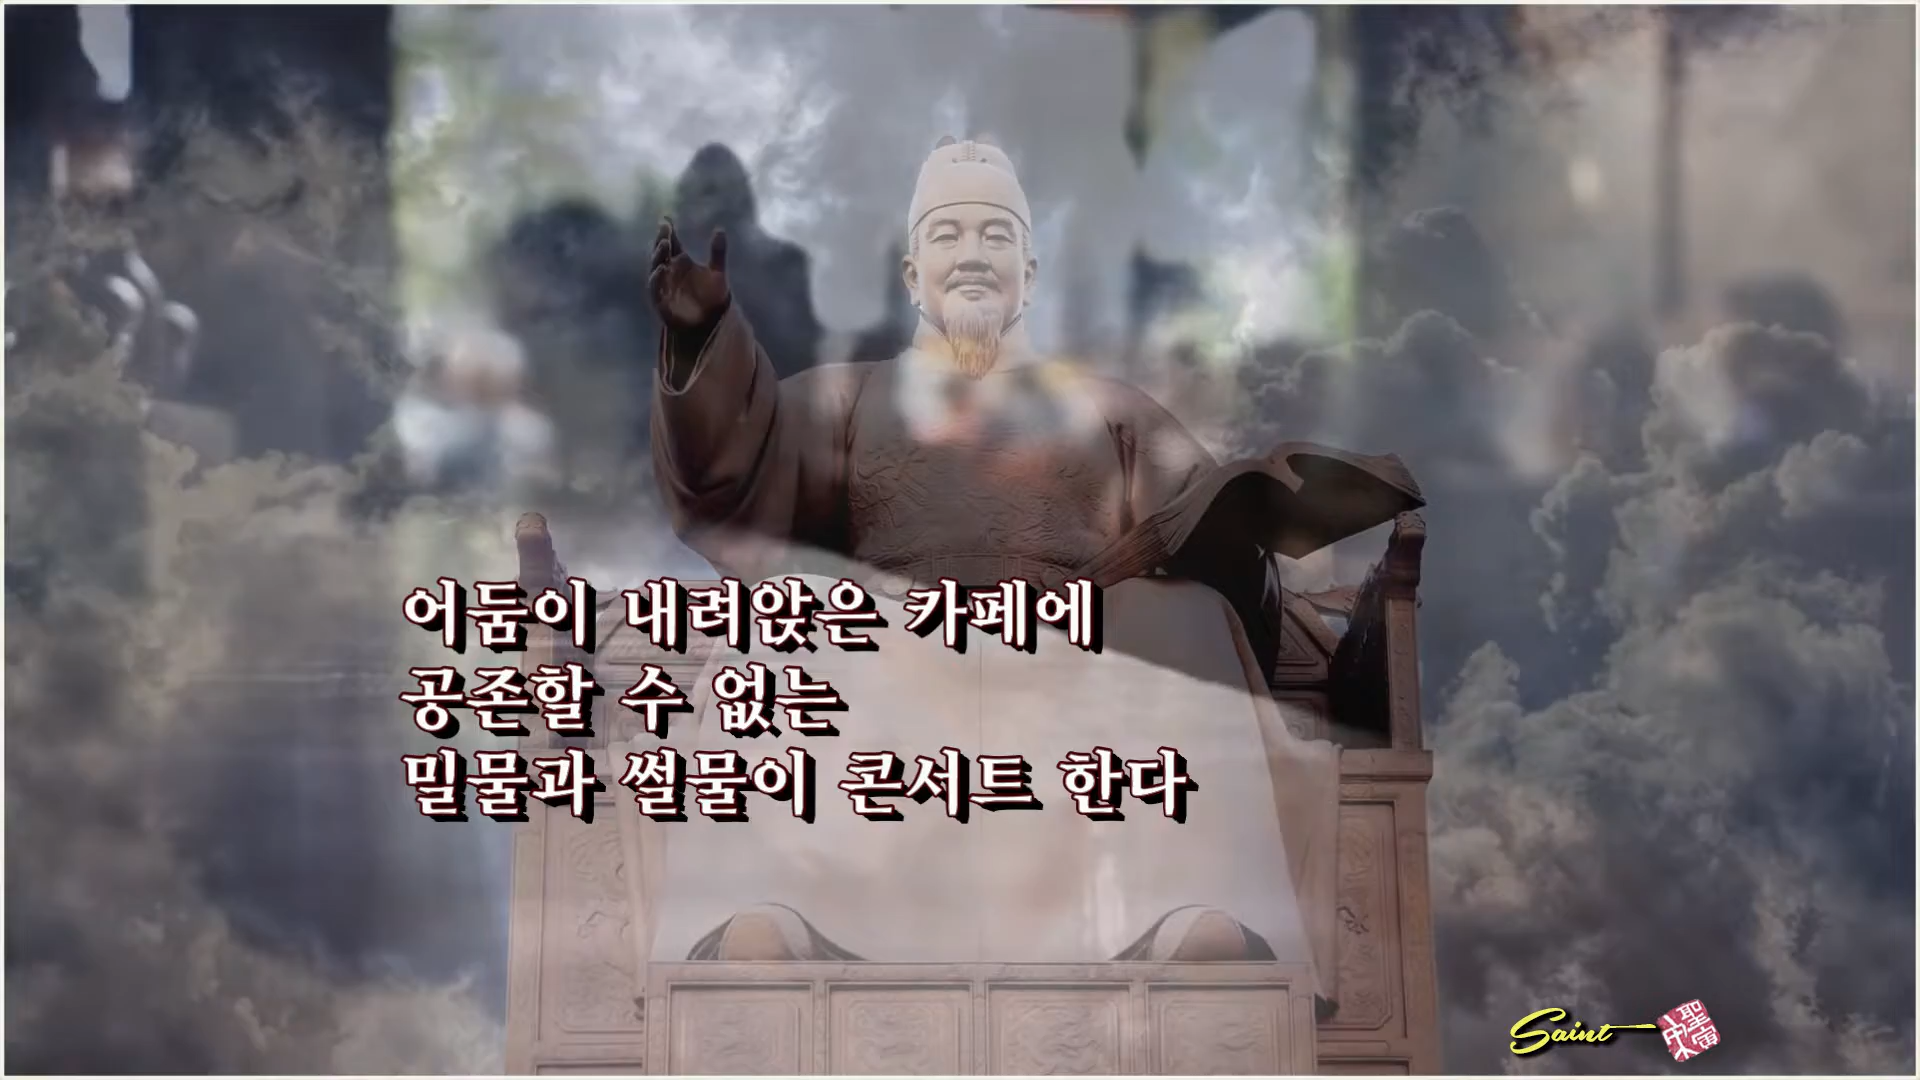 어둠이 내려앉은 카페에
공존할 수 없는
밀물과 썰물이 콘서트 한다
Saint